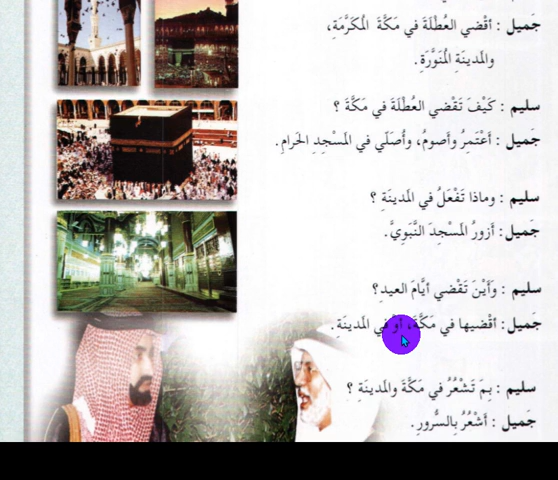 جَميل : أَقْضي العُطْلَةَ في مَكَّةَ المُكَرَّمَةِ،
والمَدينَةِ المُنَوَّرَةِ.
سليم : كَيْفَ تَقْضي العُطْلَةَ في مَكَّةَ ؟
جَميل : أَعْتَمِرُ وأَصومُ، وأُصَلّي في المَسْجِدِ الحَرامِ.
سليم : وماذا تَفْعَلُ في المَدينَةِ ؟
جَميل : أَزورُ المَسْجِدَ النَّبَوِيَّ.
سليم : وَأَيْنَ تَقْضي أَيَّامَ العيدِ؟
جَميل : أَقْضيها في مَكَّةَ، أَوْ في المَدينَةِ.
سليم : بِمَ تَشْعُرُ في مَكَّةَ والمَدينَةِ ؟
جَميل : أَشْعُرُ بِالسُّرورِ.